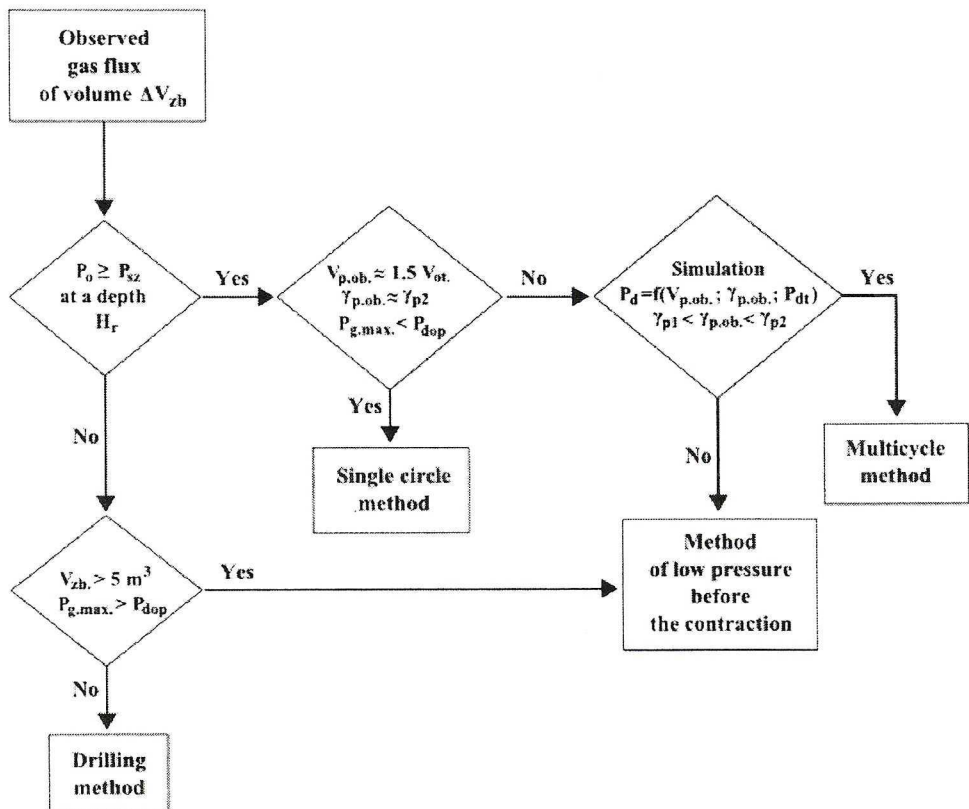 Observed
gas flux
of volume ΔV_zb
P_o ≥ P_sz
at a depth
H_r
Yes
V_p.ob. ≈ 1.5 V_ot.
γ_p.ob. ≈ γ_p2
P_g.max. < P_dop
No
Simulation
P_d =f(V_p.ob. ; γ_p.ob. ; P_dt)
γ_p1 < γ_p.ob. < γ_p2
Yes
No
Yes
Single circle
method
No
Multicycle
method
V_zb. > 5 m³
P_g.max. > P_dop
Yes
Method
of low pressure
before
the contraction
No
Drilling
method